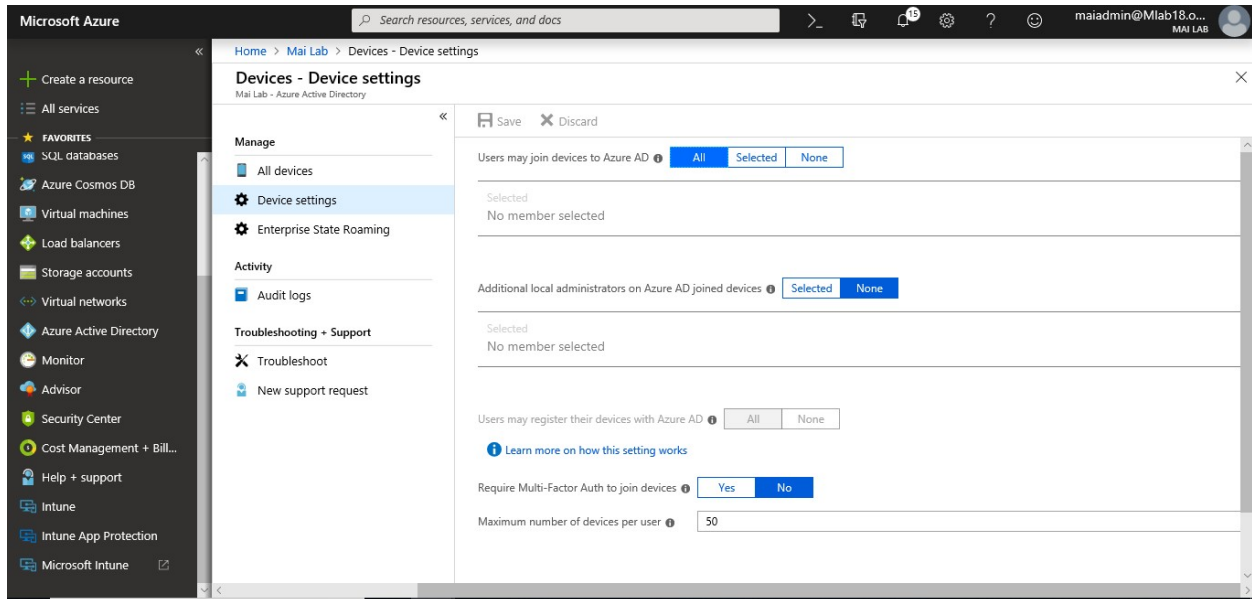 Microsoft Azure
Search resources, services, and docs
15
maiadmin@Mlab18.o...
MAI LAB
Create a resource
All services
FAVORITES
SQL databases
Azure Cosmos DB
Virtual machines
Load balancers
Storage accounts
Virtual networks
Azure Active Directory
Monitor
Advisor
Security Center
Cost Management + Bill...
Help + support
Intune
Intune App Protection
Microsoft Intune
Home > Mai Lab > Devices - Device settings
Devices - Device settings
Mai Lab - Azure Active Directory
Manage
All devices
Device settings
Enterprise State Roaming
Activity
Audit logs
Troubleshooting + Support
Troubleshoot
New support request
Save Discard
Users may join devices to Azure AD All Selected None
Selected
No member selected
Additional local administrators on Azure AD joined devices Selected None
Selected
No member selected
Users may register their devices with Azure AD All None
Learn more on how this setting works
Require Multi-Factor Auth to join devices Yes No
Maximum number of devices per user 50